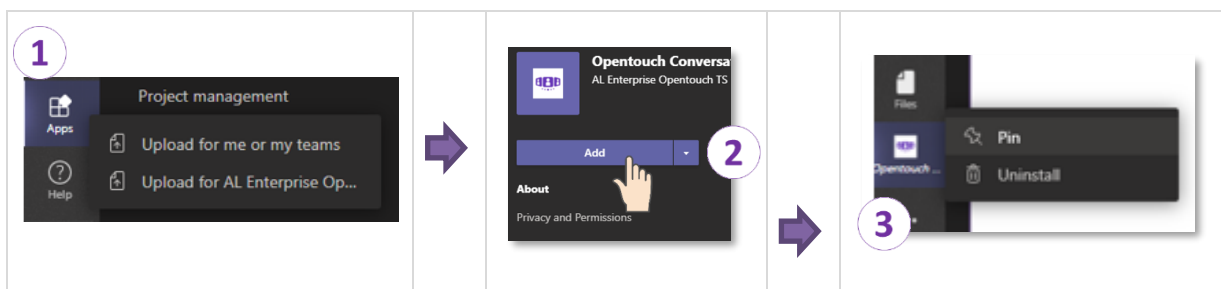 1
Project management
Apps
Upload for me or my teams
Upload for AL Enterprise Op...
Help
Opentouch Conversa
AL Enterprise Opentouch TS
Add
2
About
Privacy and Permissions
Files
Pin
Opentouch ...
Uninstall
3